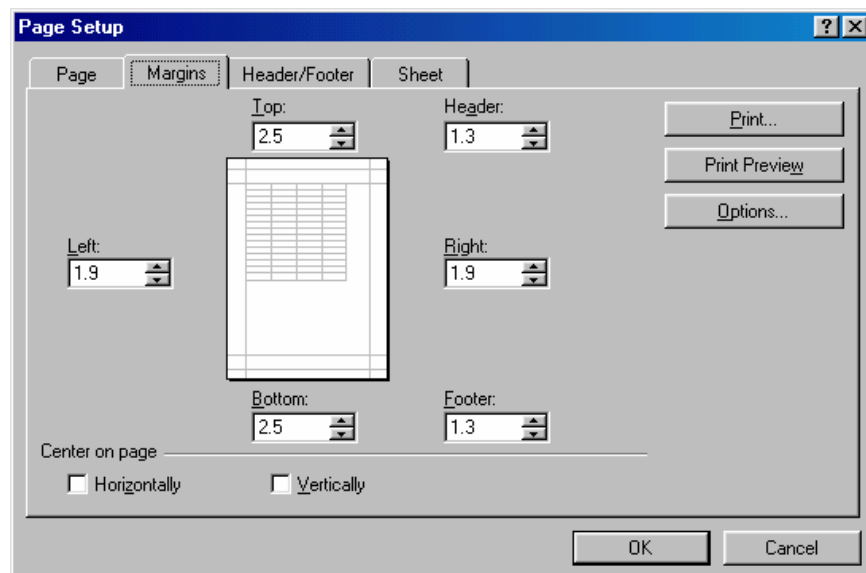 Page Setup
Page Margins Header/Footer Sheet
Top: Header:
2.5 1.3
Print...
Print Preview
Options...
Left: Right:
1.9 1.9
Bottom: Footer:
2.5 1.3
Center on page
Horizontally Vertically
OK Cancel